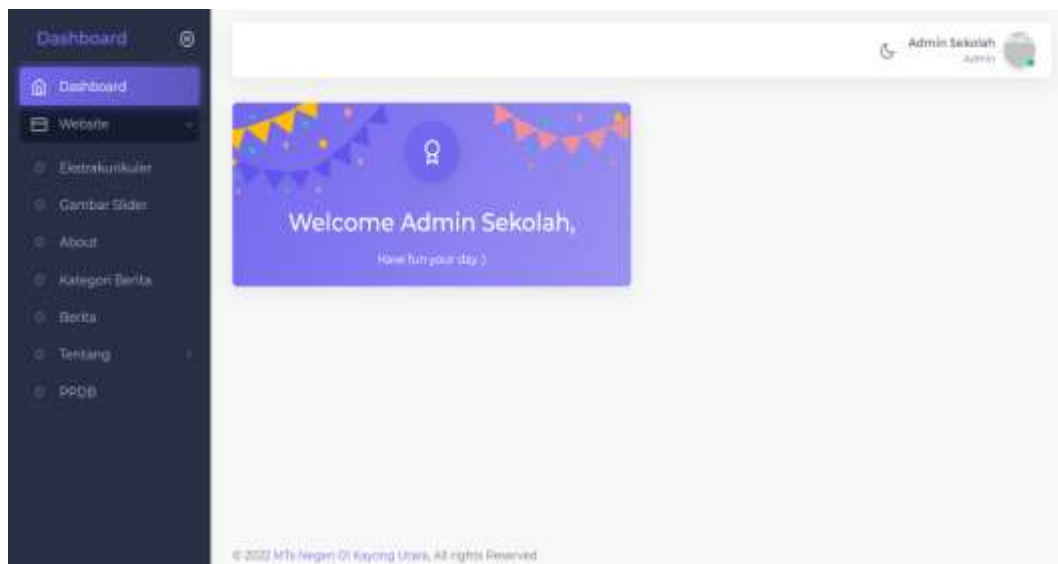 Dashboard
Admin Sekolah
Admin
Dashboard
Website
Ekstrakurikuler
Gambar Slider
About
Kategori Berita
Berita
Tentang
PPDB
Welcome Admin Sekolah,
Have fun your day :)
© 2022 MTs Negeri 01 Kayong Utara, All rights Reserved